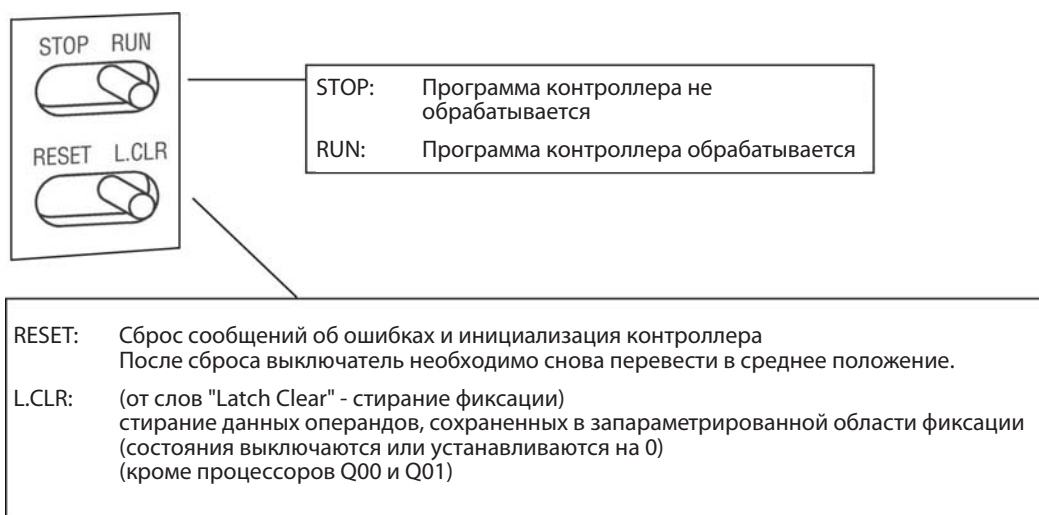 STOP RUN
STOP: Программа контроллера не
обрабатывается
RUN: Программа контроллера обрабатывается
RESET L.CLR
RESET: Сброс сообщений об ошибках и инициализация контроллера
После сброса выключатель необходимо снова перевести в среднее положение.
L.CLR: (от слов "Latch Clear" - стирание фиксации)
стирание данных операндов, сохраненных в запараметрированной области фиксации
(состояния выключаются или устанавливаются на 0)
(кроме процессоров Q00 и Q01)